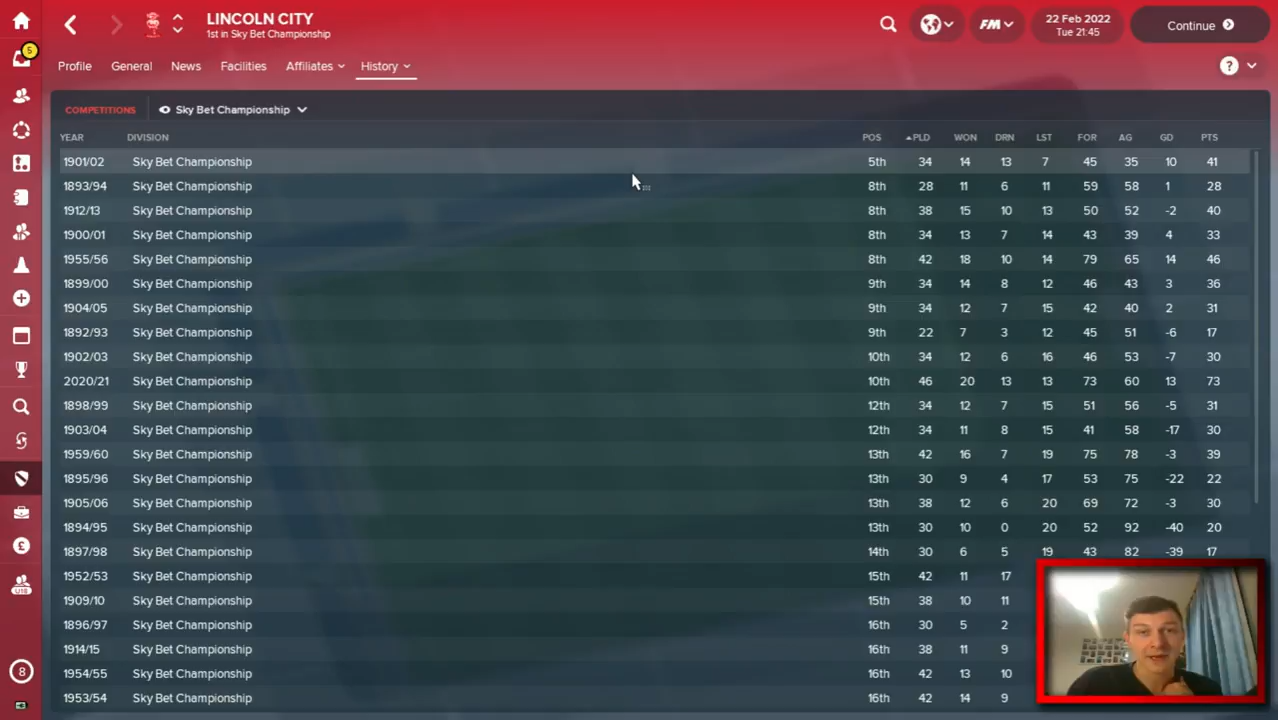 LINCOLN CITY
1st in Sky Bet Championship
FM
22 Feb 2022
Tue 21:45
Continue
5
Profile General News Facilities Affiliates History
?
COMPETITIONS Sky Bet Championship
YEAR DIVISION POS PLD WON DRN LST FOR AG GD PTS
1901/02 Sky Bet Championship 5th 34 14 13 7 45 35 10 41
1893/94 Sky Bet Championship 8th 28 11 6 11 59 58 1 28
1912/13 Sky Bet Championship 8th 38 15 10 13 50 52 -2 40
1900/01 Sky Bet Championship 8th 34 13 7 14 43 39 4 33
1955/56 Sky Bet Championship 8th 42 18 10 14 79 65 14 46
1899/00 Sky Bet Championship 9th 34 14 8 12 46 43 3 36
1904/05 Sky Bet Championship 9th 34 12 7 15 42 40 2 31
1892/93 Sky Bet Championship 9th 22 7 3 12 45 51 -6 17
1902/03 Sky Bet Championship 10th 34 12 6 16 46 53 -7 30
2020/21 Sky Bet Championship 10th 46 20 13 13 73 60 13 73
1898/99 Sky Bet Championship 12th 34 12 7 15 51 56 -5 31
1903/04 Sky Bet Championship 12th 34 11 8 15 41 58 -17 30
1959/60 Sky Bet Championship 13th 42 16 7 19 75 78 -3 39
1895/96 Sky Bet Championship 13th 30 9 4 17 53 75 -22 22
1905/06 Sky Bet Championship 13th 38 12 6 20 69 72 -3 30
1894/95 Sky Bet Championship 13th 30 10 0 20 52 92 -40 20
1897/98 Sky Bet Championship 14th 30 6 5 19 43 82 -39 17
1952/53 Sky Bet Championship 15th 42 11 17
1909/10 Sky Bet Championship 15th 38 10 11
1896/97 Sky Bet Championship 16th 30 5 2
1914/15 Sky Bet Championship 16th 38 11 9
1954/55 Sky Bet Championship 16th 42 13 10
1953/54 Sky Bet Championship 16th 42 14 9
U18
8